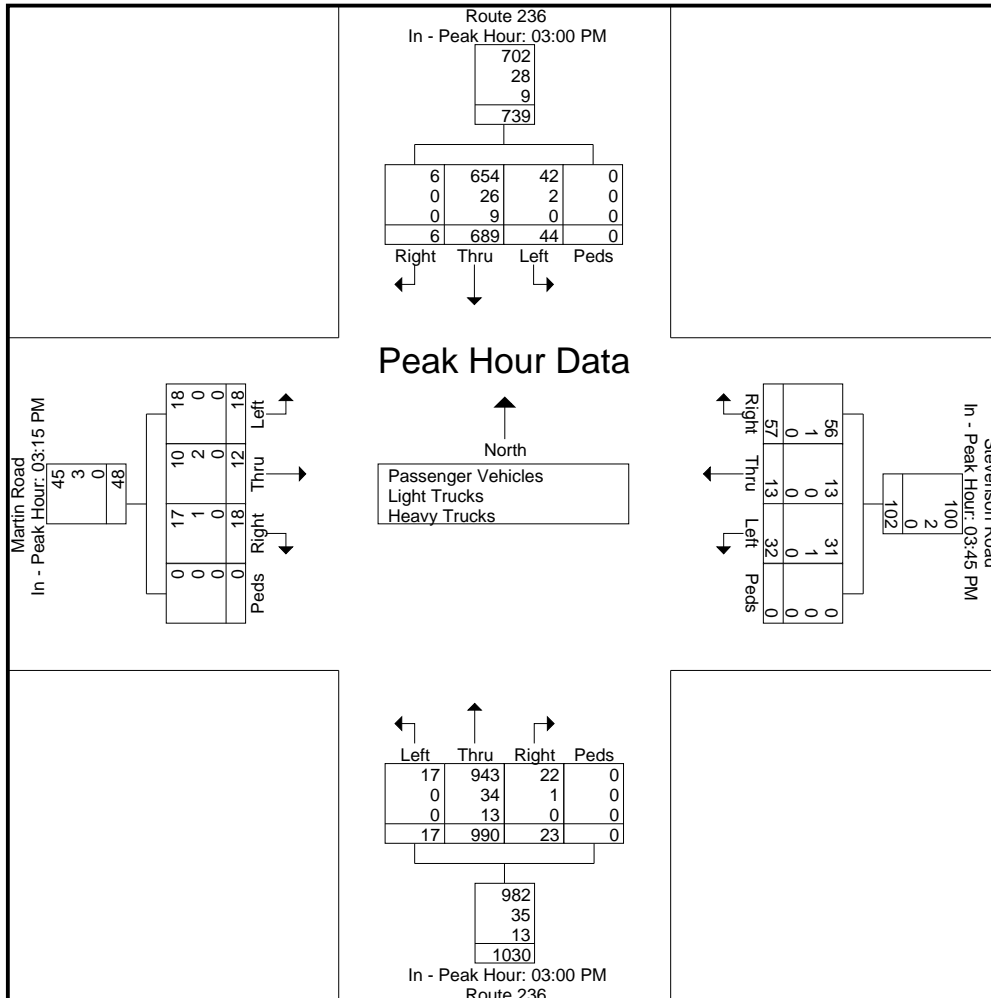 Route 236
In - Peak Hour: 03:00 PM
702
28
9
739
6 654 42 0
0 26 2 0
0 9 0 0
6 689 44 0
Right Thru Left Peds
Peak Hour Data
North
Passenger Vehicles
Light Trucks
Heavy Trucks
Martin Road
In - Peak Hour: 03:15 PM
45 3 0 48
18 0 0 18 Left
10 2 0 12 Thru
17 1 0 18 Right
0 0 0 0 Peds
Right 57 0 1 56
Thru 13 0 0 13
Left 32 0 1 31
Peds 0 0 0 0
102 0 2 100
In - Peak Hour: 03:45 PM
Stevenson Road
Left Thru Right Peds
17 943 22 0
0 34 1 0
0 13 0 0
17 990 23 0
982
35
13
1030
In - Peak Hour: 03:00 PM
Route 236